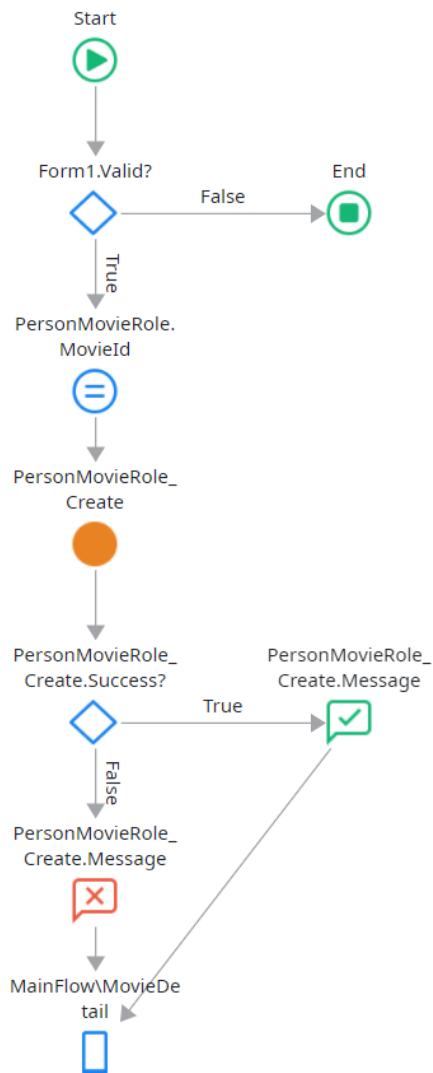 Start
Form1.Valid?
End
False
True
PersonMovieRole.
MovieId
PersonMovieRole_
Create
PersonMovieRole_
Create.Success?
PersonMovieRole_
Create.Message
True
False
PersonMovieRole_
Create.Message
MainFlow\MovieDe
tail